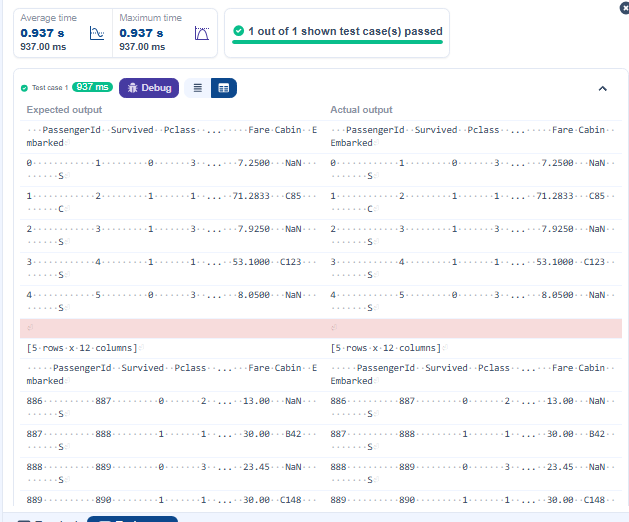 Average time
Maximum time
0.937 s
0.937 s
937.00 ms
937.00 ms
1 out of 1 shown test case(s) passed
Test case 1 937 ms Debug
Expected output
Actual output
···PassengerId··Survived··Pclass··...·····Fare·Cabin··E
mbarked
0············1·········0·······3··...···7.2500···NaN···
······S
1············2·········1·······1··...··71.2833···C85···
······C
2············3·········1·······3··...···7.9250···NaN···
······S
3············4·········1·······1··...··53.1000··C123···
······S
4············5·········0·······3··...···8.0500···NaN···
······S
[5·rows·x·12·columns]
·····PassengerId··Survived··Pclass··...···Fare·Cabin··E
mbarked
886··········887·········0·······2··...··13.00···NaN···
······S
887··········888·········1·······1··...··30.00···B42···
······S
888··········889·········0·······3··...··23.45···NaN···
······S
889··········890·········1·······1··...··30.00··C148···
···PassengerId··Survived··Pclass··...·····Fare·Cabin··
Embarked
0············1·········0·······3··...···7.2500···NaN··
·······S
1············2·········1·······1··...··71.2833···C85··
·······C
2············3·········1·······3··...···7.9250···NaN··
·······S
3············4·········1·······1··...··53.1000··C123··
·······S
4············5·········0·······3··...···8.0500···NaN··
·······S
[5·rows·x·12·columns]
·····PassengerId··Survived··Pclass··...···Fare·Cabin··
Embarked
886··········887·········0·······2··...··13.00···NaN··
·······S
887··········888·········1·······1··...··30.00···B42··
·······S
888··········889·········0·······3··...··23.45···NaN··
·······S
889··········890·········1·······1··...··30.00··C148··